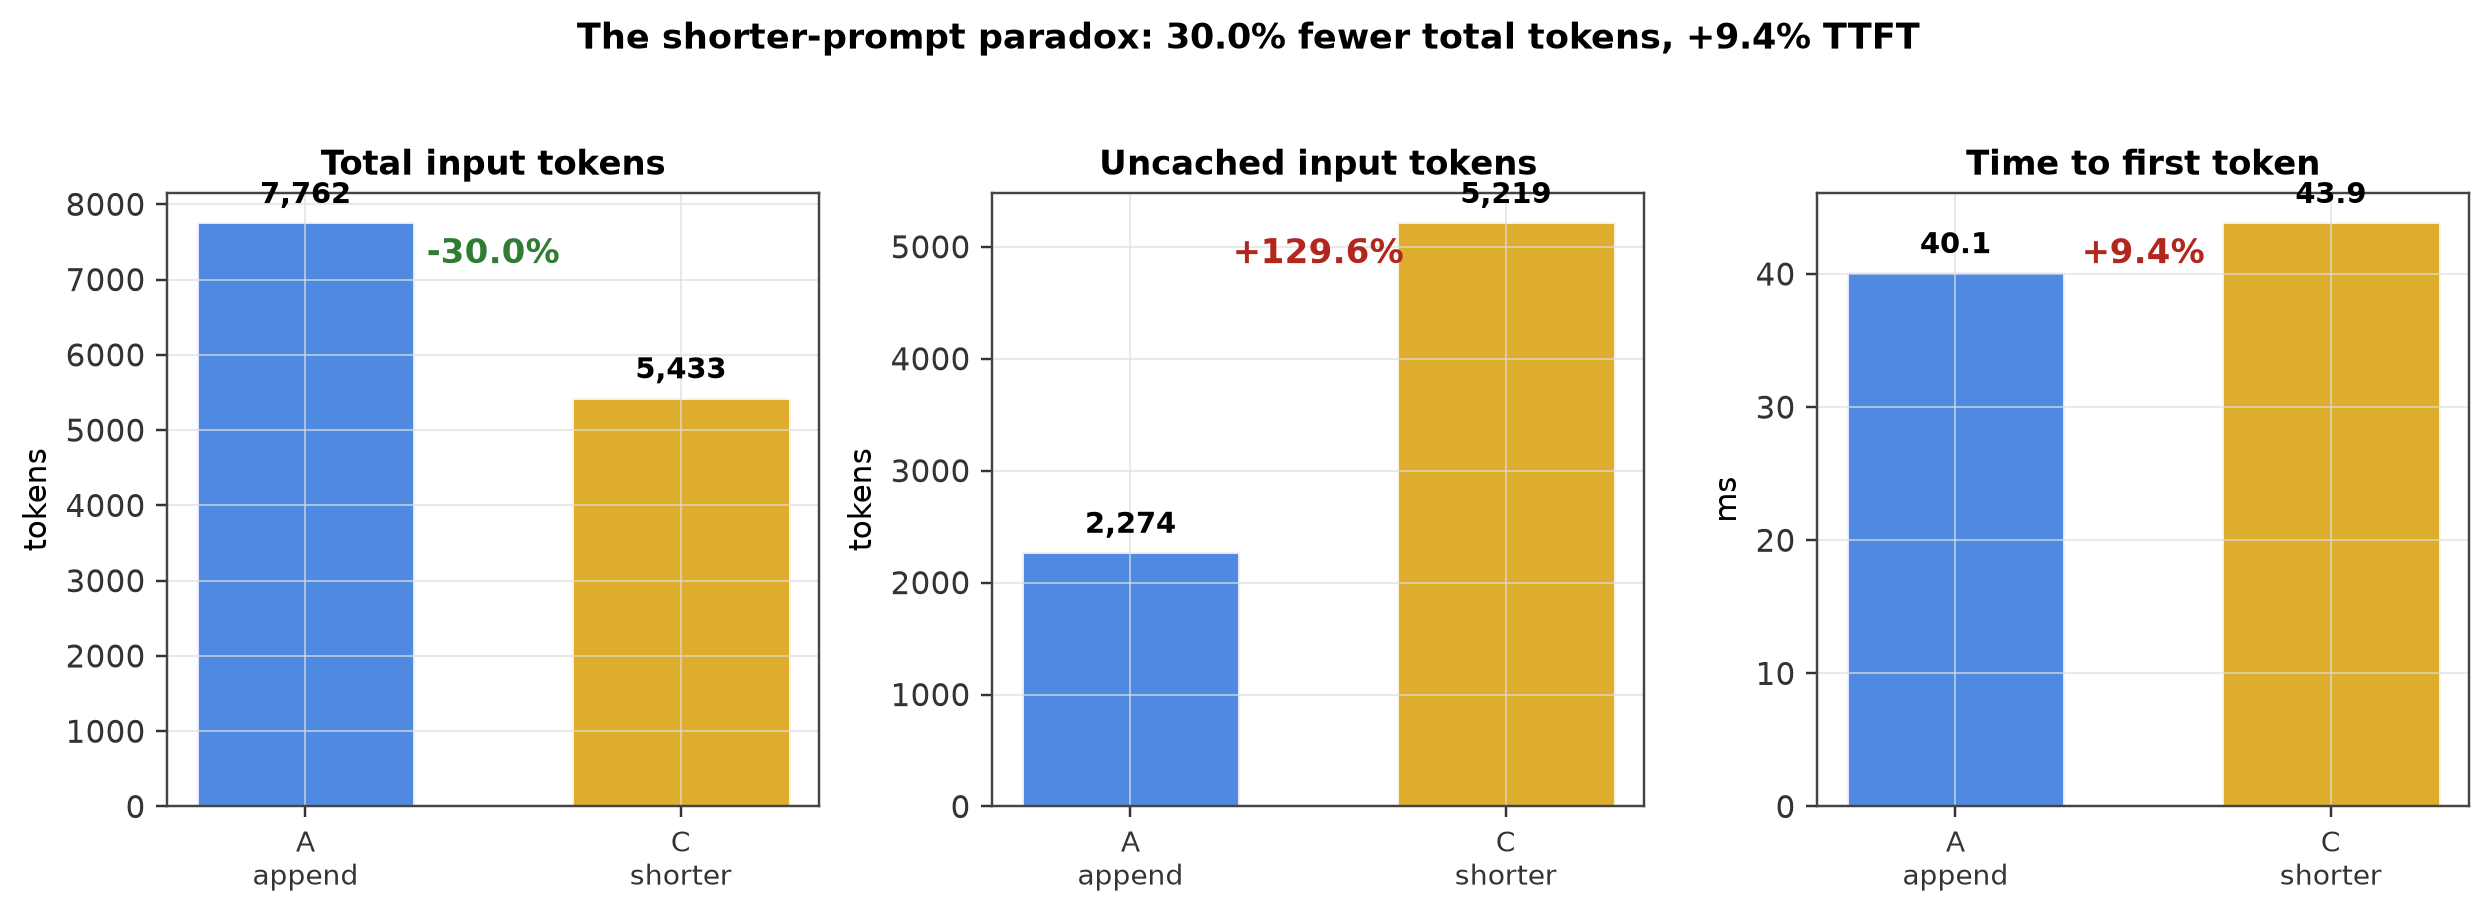 The shorter-prompt paradox: 30.0% fewer total tokens, +9.4% TTFT
Total input tokens
tokens
8000
7000
6000
5000
4000
3000
2000
1000
0
7,762
-30.0%
5,433
A
append
C
shorter
Uncached input tokens
tokens
5000
4000
3000
2000
1000
0
2,274
+129.6%
5,219
A
append
C
shorter
Time to first token
ms
40
30
20
10
0
40.1
+9.4%
43.9
A
append
C
shorter